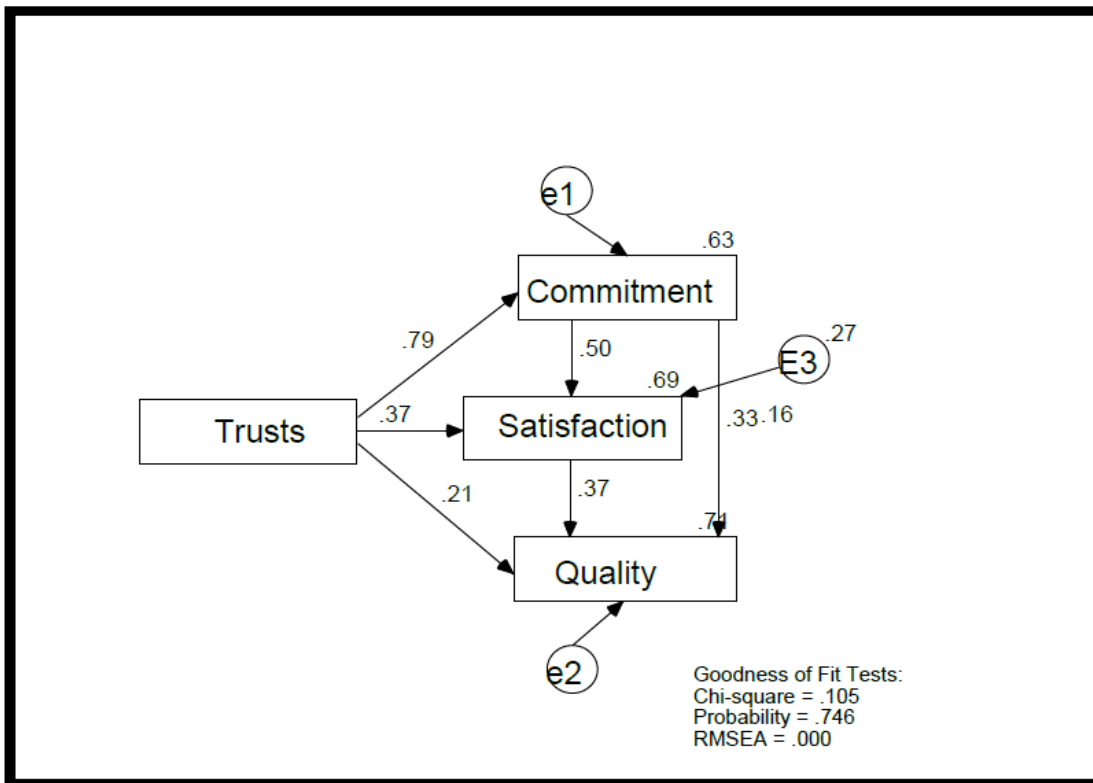 e1
.63
Commitment
.79
.50
.27
E3
.69
.37
Satisfaction
.33
.16
Trusts
.21
.37
.71
Quality
e2
Goodness of Fit Tests:
Chi-square = .105
Probability = .746
RMSEA = .000